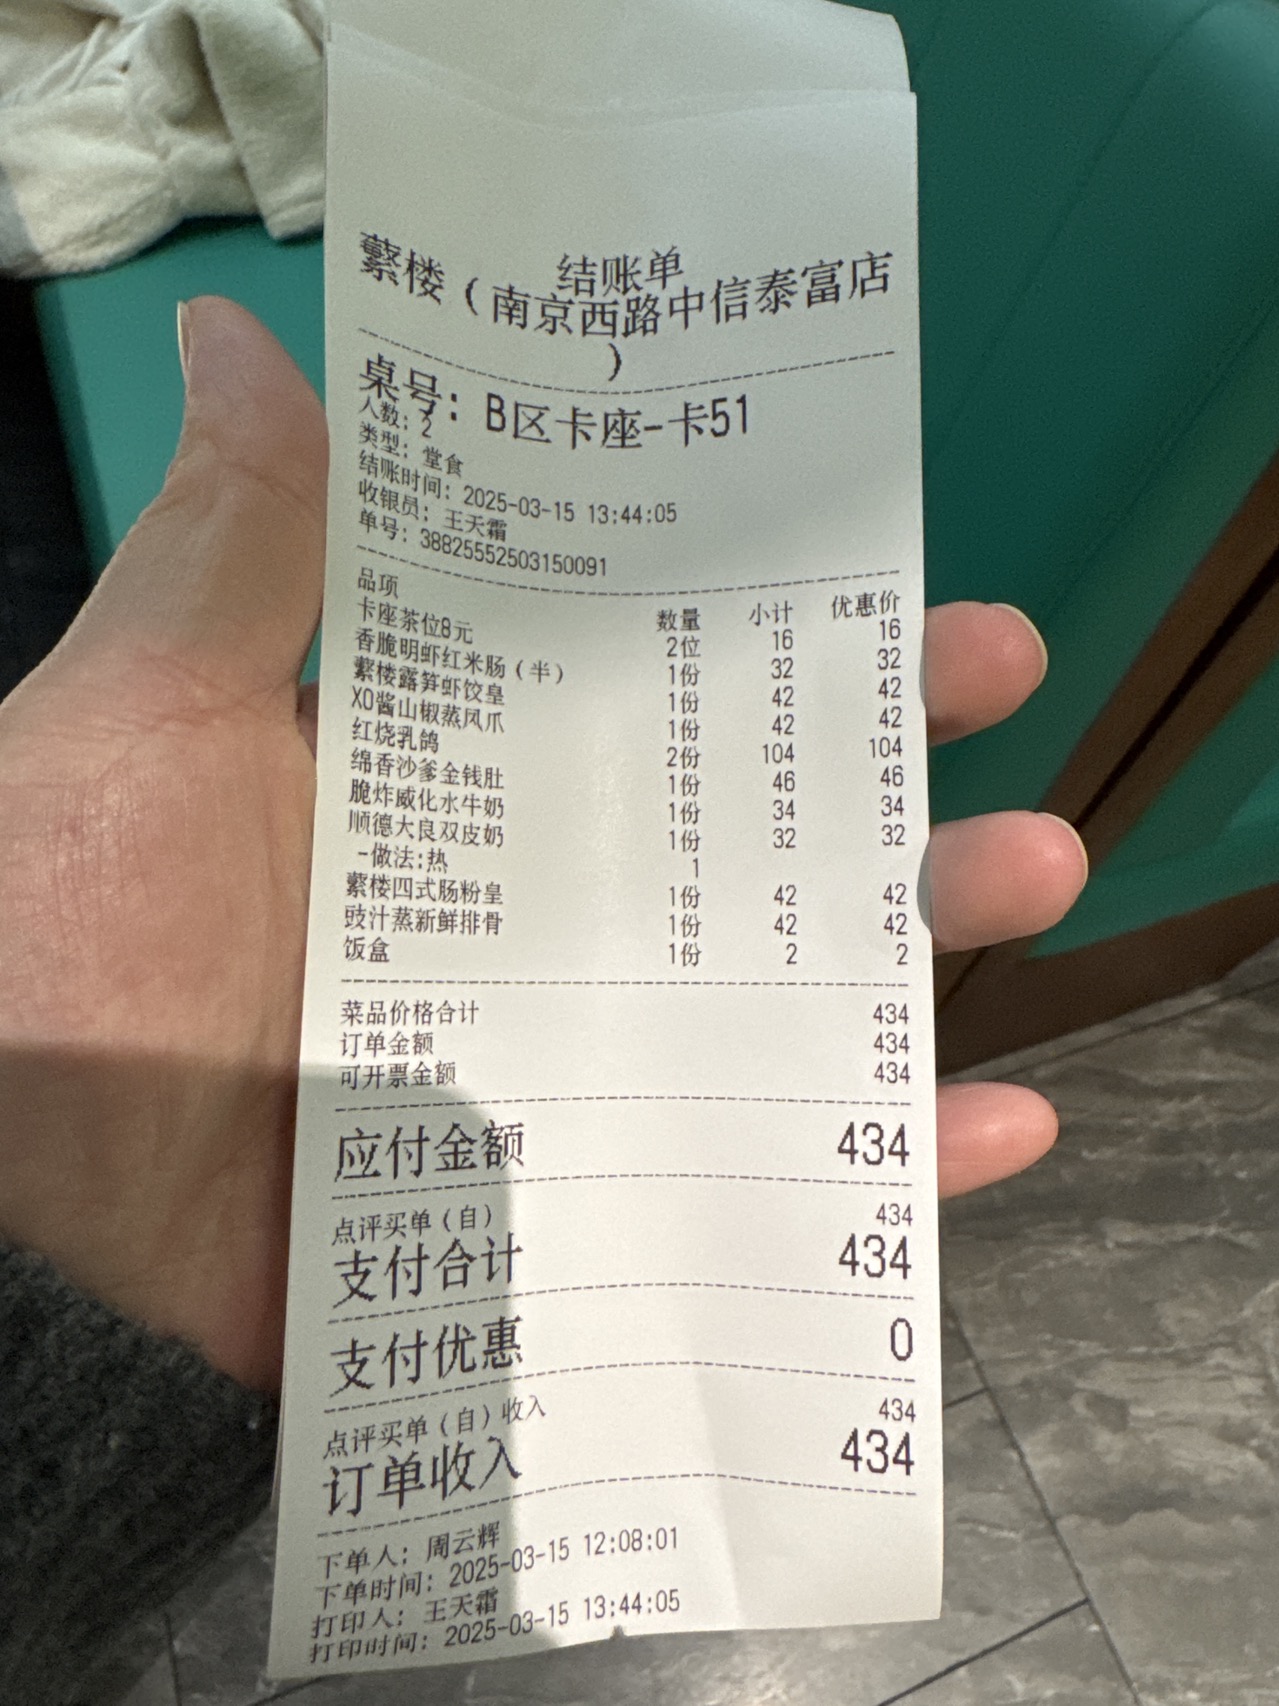 结账单
蘩楼（南京西路中信泰富店
）
桌号：B区卡座-卡51
人数：2
类型：堂食
结账时间：2025-03-15 13:44:05
收银员：王天霜
单号：38825552503150091
品项 数量 小计 优惠价
卡座茶位8元 2位 16 16
香脆明虾红米肠（半） 1份 32 32
蘩楼露笋虾饺皇 1份 42 42
XO酱山椒蒸凤爪 1份 42 42
红烧乳鸽 2份 104 104
绵香沙爹金钱肚 1份 46 46
脆炸威化水牛奶 1份 34 34
顺德大良双皮奶 1份 32 32
-做法:热 1
蘩楼四式肠粉皇 1份 42 42
豉汁蒸新鲜排骨 1份 42 42
饭盒 1份 2 2
菜品价格合计 434
订单金额 434
可开票金额 434
应付金额 434
点评买单（自） 434
支付合计 434
支付优惠 0
点评买单（自）收入 434
订单收入 434
下单人：周云辉
下单时间：2025-03-15 12:08:01
打印人：王天霜
打印时间：2025-03-15 13:44:05